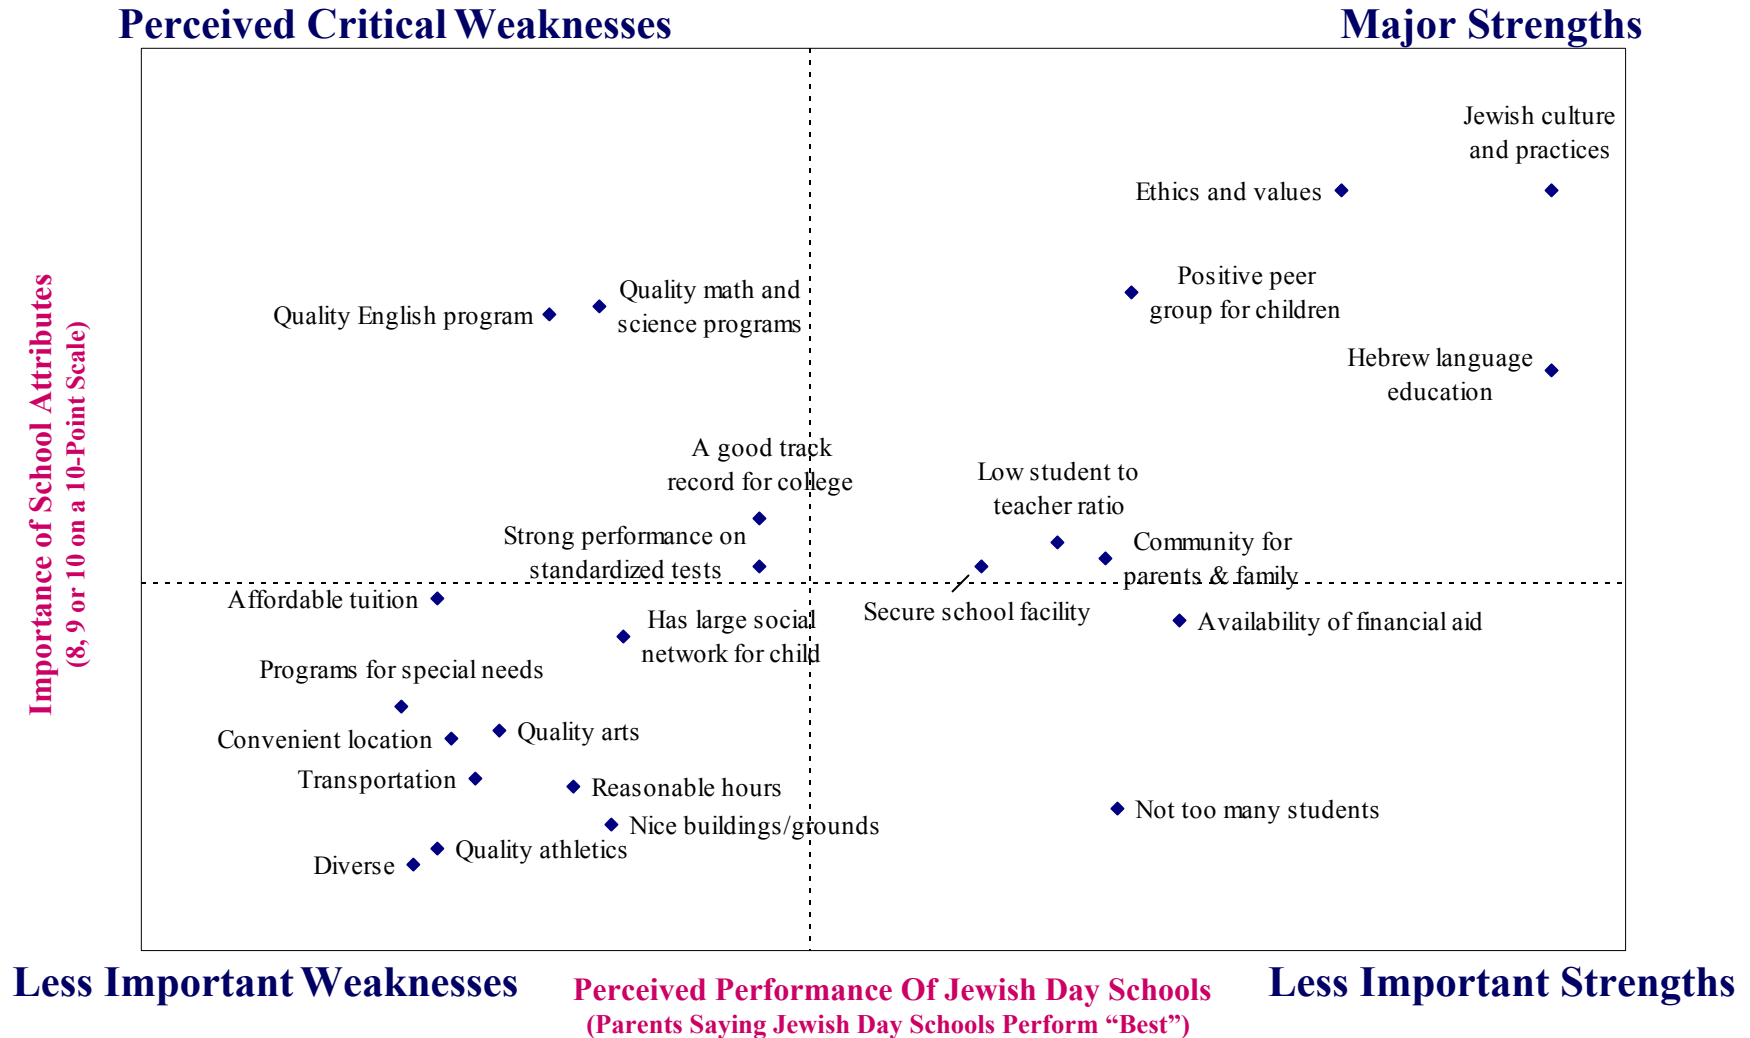 Perceived Critical Weaknesses
Major Strengths
Jewish culture
and practices
Ethics and values
Positive peer
group for children
Quality math and
science programs
Quality English program
Hebrew language
education
A good track
record for college
Low student to
teacher ratio
Strong performance on
standardized tests
Community for
parents & family
Affordable tuition
Secure school facility
Has large social
network for child
Availability of financial aid
Programs for special needs
Quality arts
Convenient location
Transportation
Reasonable hours
Not too many students
Nice buildings/grounds
Quality athletics
Diverse
Importance of School Attributes
(8, 9 or 10 on a 10-Point Scale)
Less Important Weaknesses
Perceived Performance Of Jewish Day Schools
(Parents Saying Jewish Day Schools Perform “Best”)
Less Important Strengths